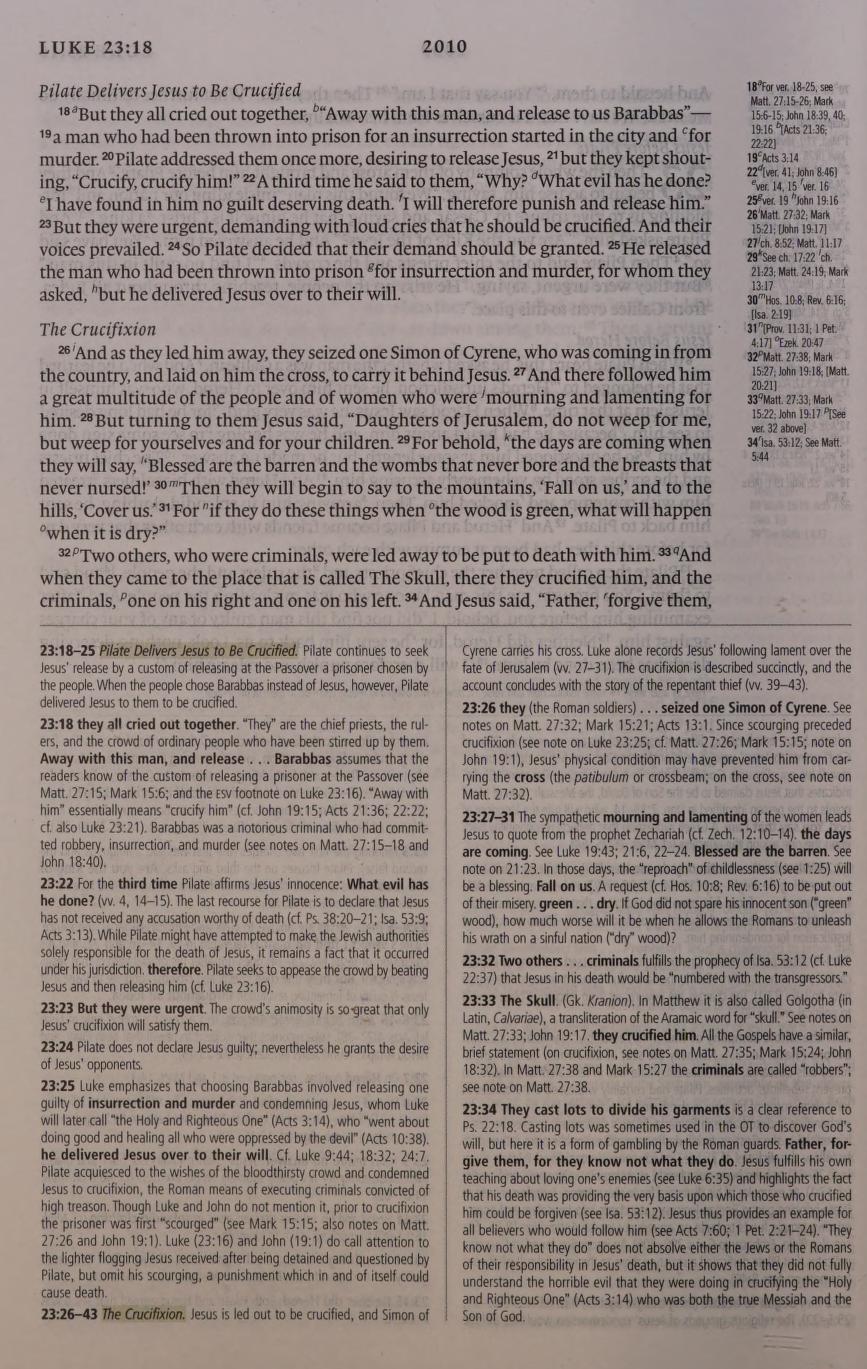 LUKE 23:18
2010
Pilate Delivers Jesus to Be Crucified
18 aBut they all cried out together, b“Away with this man, and release to us Barabbas”—
19 a man who had been thrown into prison for an insurrection started in the city and cfor
murder. 20 Pilate addressed them once more, desiring to release Jesus, 21 but they kept shout-
ing, “Crucify, crucify him!” 22 A third time he said to them, “Why? dWhat evil has he done?
eI have found in him no guilt deserving death. fI will therefore punish and release him.”
23 But they were urgent, demanding with loud cries that he should be crucified. And their
voices prevailed. 24 So Pilate decided that their demand should be granted. 25 He released
the man who had been thrown into prison gfor insurrection and murder, for whom they
asked, hbut he delivered Jesus over to their will.
The Crucifixion
26 iAnd as they led him away, they seized one Simon of Cyrene, who was coming in from
the country, and laid on him the cross, to carry it behind Jesus. 27 And there followed him
a great multitude of the people and of women who were jmourning and lamenting for
him. 28 But turning to them Jesus said, “Daughters of Jerusalem, do not weep for me,
but weep for yourselves and for your children. 29 For behold, kthe days are coming when
they will say, l‘Blessed are the barren and the wombs that never bore and the breasts that
never nursed!’ 30 mThen they will begin to say to the mountains, ‘Fall on us,’ and to the
hills, ‘Cover us.’ 31 For nif they do these things when othe wood is green, what will happen
owhen it is dry?”
32 pTwo others, who were criminals, were led away to be put to death with him. 33 qAnd
when they came to the place that is called The Skull, there they crucified him, and the
criminals, pone on his right and one on his left. 34 And Jesus said, “Father, rforgive them,
18 aFor ver. 18-25, see
Matt. 27:15-26; Mark
15:6-15; John 18:39, 40;
19:16 b[Acts 21:36;
22:22]
19 cActs 3:14
22 d[ver. 41; John 8:46]
ever. 14, 15 fver. 16
25 gver. 19 hJohn 19:16
26 iMatt. 27:32; Mark
15:21; [John 19:17]
27 jch. 8:52; Matt. 11:17
29 kSee ch. 17:22 lch.
21:23; Matt. 24:19; Mark
13:17
30 mHos. 10:8; Rev. 6:16;
[Isa. 2:19]
31 n[Prov. 11:31; 1 Pet.
4:17] oEzek. 20:47
32 pMatt. 27:38; Mark
15:27; John 19:18; [Matt.
20:21]
33 qMatt. 27:33; Mark
15:22; John 19:17 p[See
ver. 32 above]
34 rIsa. 53:12; See Matt.
5:44
23:18–25 Pilate Delivers Jesus to Be Crucified. Pilate continues to seek
Jesus’ release by a custom of releasing at the Passover a prisoner chosen by
the people. When the people chose Barabbas instead of Jesus, however, Pilate
delivered Jesus to them to be crucified.
23:18 they all cried out together. “They” are the chief priests, the rul-
ers, and the crowd of ordinary people who have been stirred up by them.
Away with this man, and release . . . Barabbas assumes that the
readers know of the custom of releasing a prisoner at the Passover (see
Matt. 27:15; Mark 15:6; and the ESV footnote on Luke 23:16). “Away with
him” essentially means “crucify him” (cf. John 19:15; Acts 21:36; 22:22;
cf. also Luke 23:21). Barabbas was a notorious criminal who had commit-
ted robbery, insurrection, and murder (see notes on Matt. 27:15–18 and
John 18:40).
23:22 For the third time Pilate affirms Jesus’ innocence: What evil has
he done? (vv. 4, 14–15). The last recourse for Pilate is to declare that Jesus
has not received any accusation worthy of death (cf. Ps. 38:20–21; Isa. 53:9;
Acts 3:13). While Pilate might have attempted to make the Jewish authorities
solely responsible for the death of Jesus, it remains a fact that it occurred
under his jurisdiction. therefore. Pilate seeks to appease the crowd by beating
Jesus and then releasing him (cf. Luke 23:16).
23:23 But they were urgent. The crowd’s animosity is so great that only
Jesus’ crucifixion will satisfy them.
23:24 Pilate does not declare Jesus guilty; nevertheless he grants the desire
of Jesus’ opponents.
23:25 Luke emphasizes that choosing Barabbas involved releasing one
guilty of insurrection and murder and condemning Jesus, whom Luke
will later call “the Holy and Righteous One” (Acts 3:14), who “went about
doing good and healing all who were oppressed by the devil” (Acts 10:38).
he delivered Jesus over to their will. Cf. Luke 9:44; 18:32; 24:7.
Pilate acquiesced to the wishes of the bloodthirsty crowd and condemned
Jesus to crucifixion, the Roman means of executing criminals convicted of
high treason. Though Luke and John do not mention it, prior to crucifixion
the prisoner was first “scourged” (see Mark 15:15; also notes on Matt.
27:26 and John 19:1). Luke (23:16) and John (19:1) do call attention to
the lighter flogging Jesus received after being detained and questioned by
Pilate, but omit his scourging, a punishment which in and of itself could
cause death.
23:26–43 The Crucifixion. Jesus is led out to be crucified, and Simon of
Cyrene carries his cross. Luke alone records Jesus’ following lament over the
fate of Jerusalem (vv. 27–31). The crucifixion is described succinctly, and the
account concludes with the story of the repentant thief (vv. 39–43).
23:26 they (the Roman soldiers) . . . seized one Simon of Cyrene. See
notes on Matt. 27:32; Mark 15:21; Acts 13:1. Since scourging preceded
crucifixion (see note on Luke 23:25; cf. Matt. 27:26; Mark 15:15; note on
John 19:1), Jesus’ physical condition may have prevented him from car-
rying the cross (the patibulum or crossbeam; on the cross, see note on
Matt. 27:32).
23:27–31 The sympathetic mourning and lamenting of the women leads
Jesus to quote from the prophet Zechariah (cf. Zech. 12:10–14). the days
are coming. See Luke 19:43; 21:6, 22–24. Blessed are the barren. See
note on 21:23. In those days, the “reproach” of childlessness (see 1:25) will
be a blessing. Fall on us. A request (cf. Hos. 10:8; Rev. 6:16) to be put out
of their misery. green . . . dry. If God did not spare his innocent son (“green”
wood), how much worse will it be when he allows the Romans to unleash
his wrath on a sinful nation (“dry” wood)?
23:32 Two others . . . criminals fulfills the prophecy of Isa. 53:12 (cf. Luke
22:37) that Jesus in his death would be “numbered with the transgressors.”
23:33 The Skull. (Gk. Kranion). In Matthew it is also called Golgotha (in
Latin, Calvariae), a transliteration of the Aramaic word for “skull.” See notes on
Matt. 27:33; John 19:17. they crucified him. All the Gospels have a similar,
brief statement (on crucifixion, see notes on Matt. 27:35; Mark 15:24; John
18:32). In Matt. 27:38 and Mark 15:27 the criminals are called “robbers”;
see note on Matt. 27:38.
23:34 They cast lots to divide his garments is a clear reference to
Ps. 22:18. Casting lots was sometimes used in the OT to discover God’s
will, but here it is a form of gambling by the Roman guards. Father, for-
give them, for they know not what they do. Jesus fulfills his own
teaching about loving one’s enemies (see Luke 6:35) and highlights the fact
that his death was providing the very basis upon which those who crucified
him could be forgiven (see Isa. 53:12). Jesus thus provides an example for
all believers who would follow him (see Acts 7:60; 1 Pet. 2:21–24). “They
know not what they do” does not absolve either the Jews or the Romans
of their responsibility in Jesus’ death, but it shows that they did not fully
understand the horrible evil that they were doing in crucifying the “Holy
and Righteous One” (Acts 3:14) who was both the true Messiah and the
Son of God.